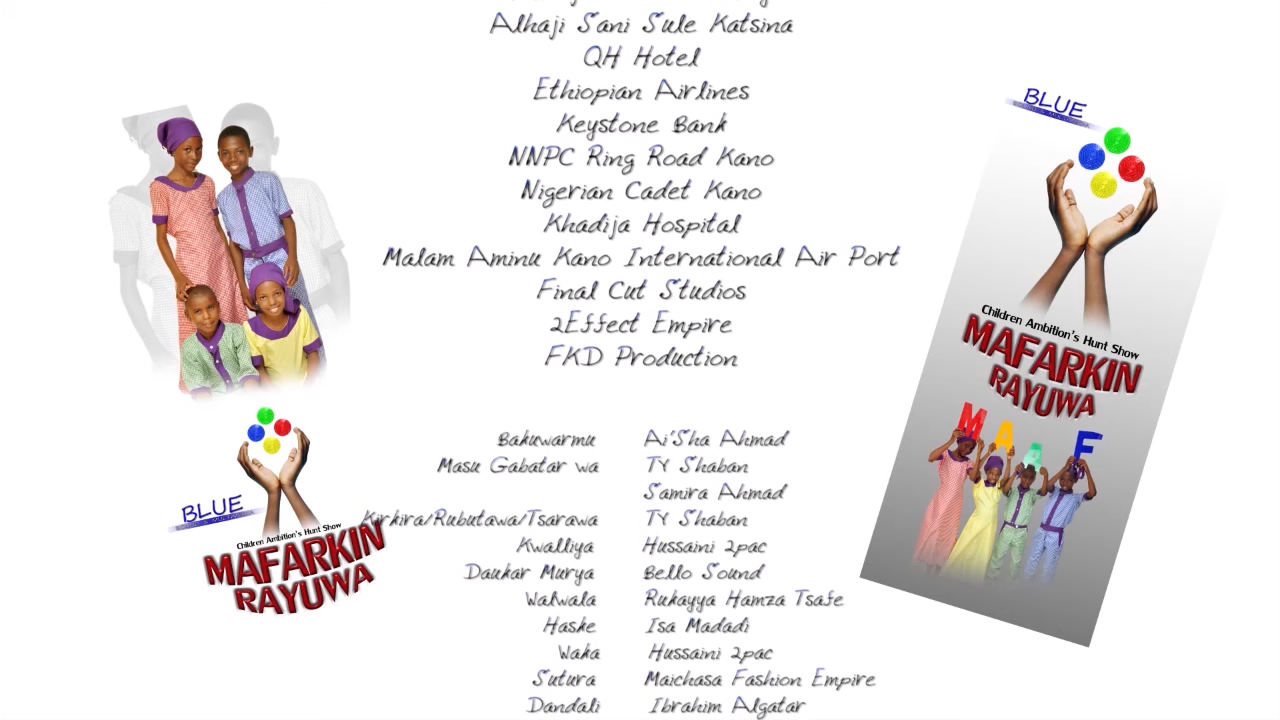 Alhaji Sani Sule Katsina
QH Hotel
Ethiopian Airlines
Keystone Bank
NNPC Ring Road Kano
Nigerian Cadet Kano
Khadija Hospital
Malam Aminu Kano International Air Port
Final Cut Studios
2Effect Empire
FKD Production
Bakuwarmu Ai'Sha Ahmad
Masu Gabatar wa TY Shaban
Samira Ahmad
Kirkira/Rubutawa/Tsarawa TY Shaban
Kwalliya Hussaini 2pac
Daukar Murya Bello Sound
Walwala Rukayya Hamza Tsafe
Haske Isa Madadi
Waka Hussaini 2pac
Sutura Maichasa Fashion Empire
Dandali Ibrahim Algatar
BLUE
Children Ambition's Hunt Show
MAFARKIN
RAYUWA
BLUE
Children Ambition's Hunt Show
MAFARKIN
RAYUWA
M A A F